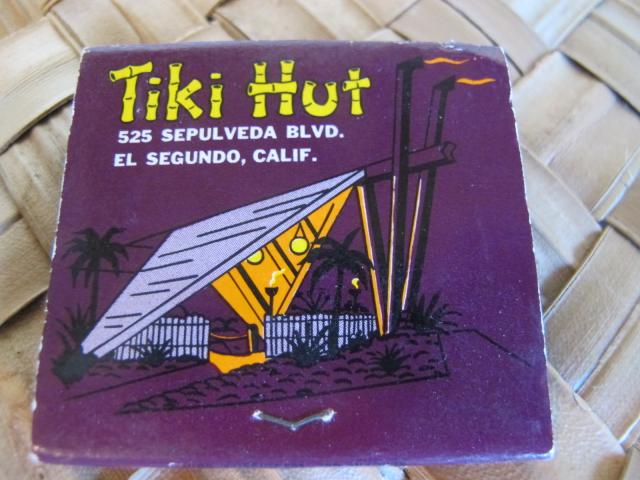 Tiki Hut
525 SEPULVEDA BLVD.
EL SEGUNDO, CALIF.